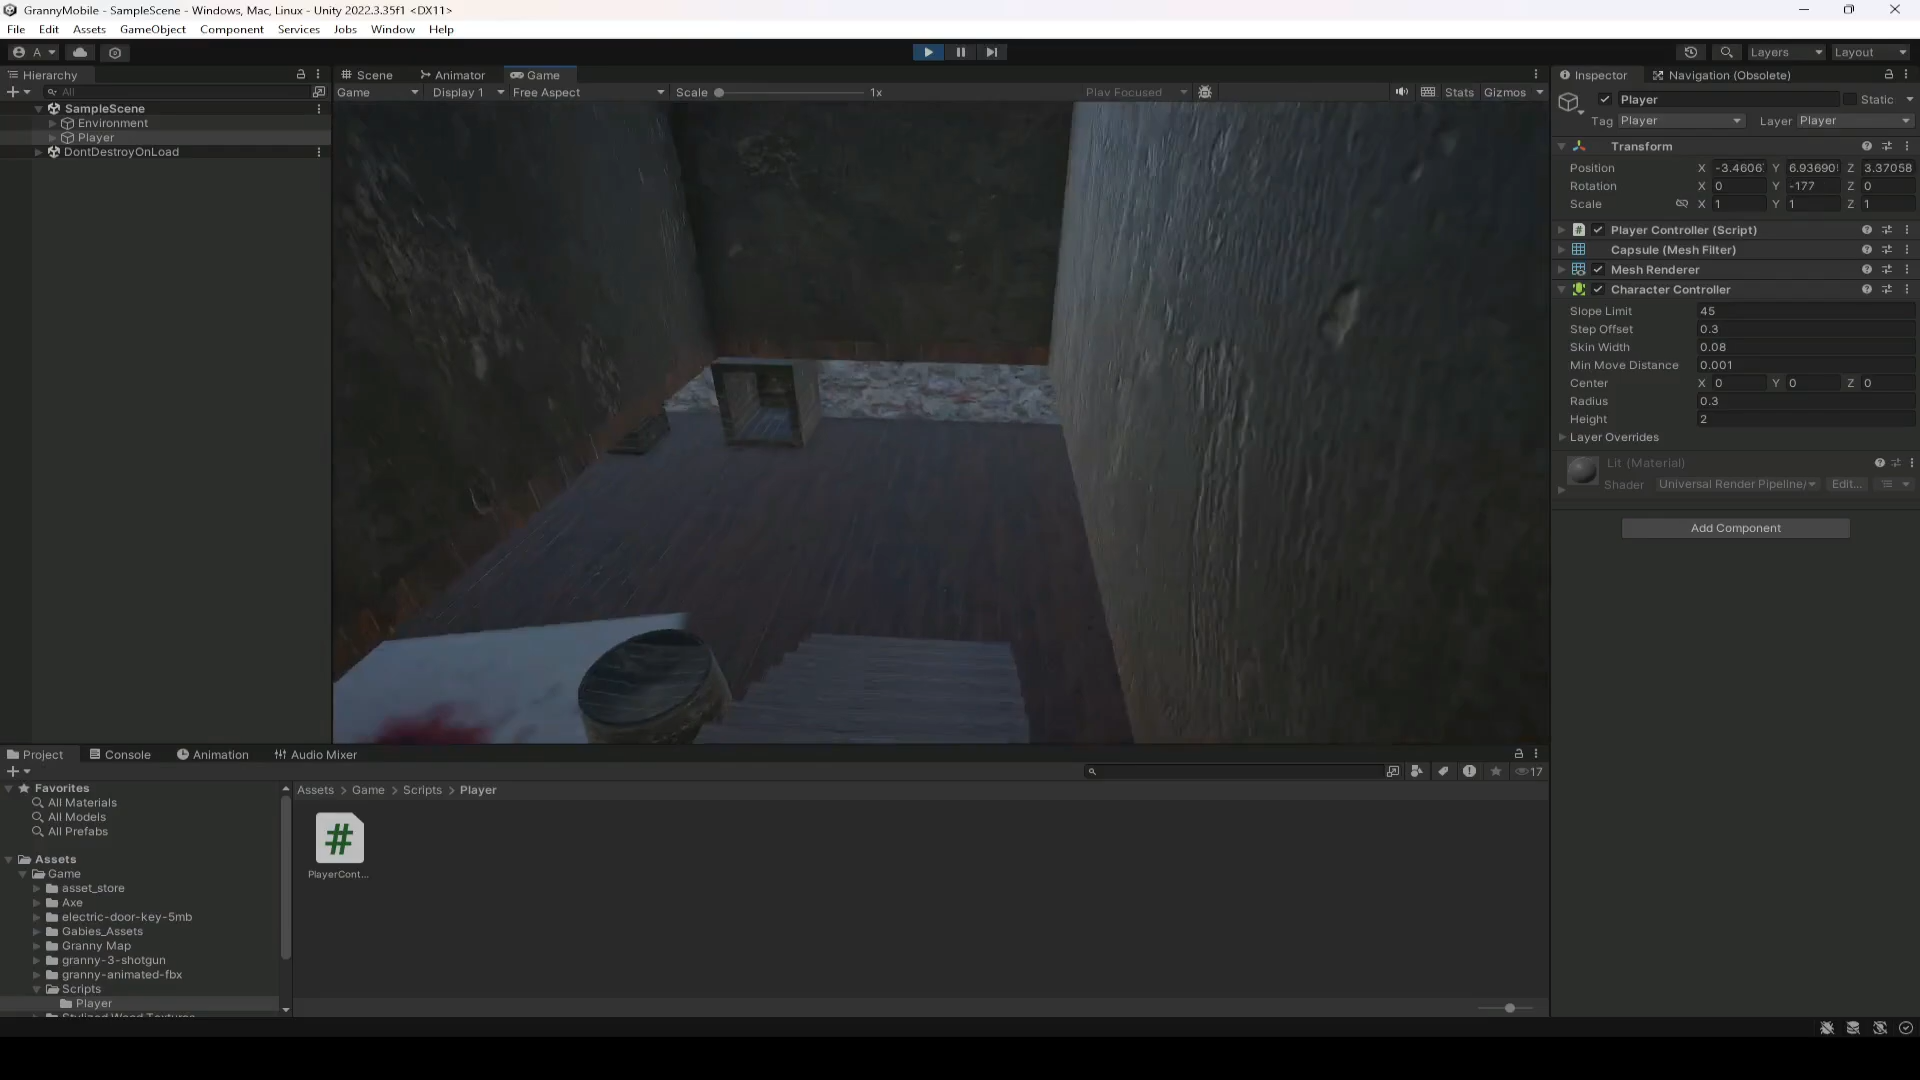 GrannyMobile - SampleScene - Windows, Mac, Linux - Unity 2022.3.35f1 <DX11>
File Edit Assets GameObject Component Services Jobs Window Help
A Layers Layout
Hierarchy
All
SampleScene
Environment
Player
DontDestroyOnLoad
Scene Animator Game
Game Display 1 Free Aspect Scale 1x Play Focused Stats Gizmos
Inspector Navigation (Obsolete)
Player Static
Tag Player Layer Player
Transform
Position X -3.4606 Y 6.93690 Z 3.37058
Rotation X 0 Y -177 Z 0
Scale X 1 Y 1 Z 1
# Player Controller (Script)
Capsule (Mesh Filter)
Mesh Renderer
Character Controller
Slope Limit 45
Step Offset 0.3
Skin Width 0.08
Min Move Distance 0.001
Center X 0 Y 0 Z 0
Radius 0.3
Height 2
Layer Overrides
Lit (Material)
Shader Universal Render Pipeline/ Edit...
Add Component
Project Console Animation Audio Mixer
17
Favorites
All Materials
All Models
All Prefabs
Assets
Game
asset_store
Axe
electric-door-key-5mb
Gabies_Assets
Granny Map
granny-3-shotgun
granny-animated-fbx
Scripts
Player
Assets > Game > Scripts > Player
#
PlayerCont...